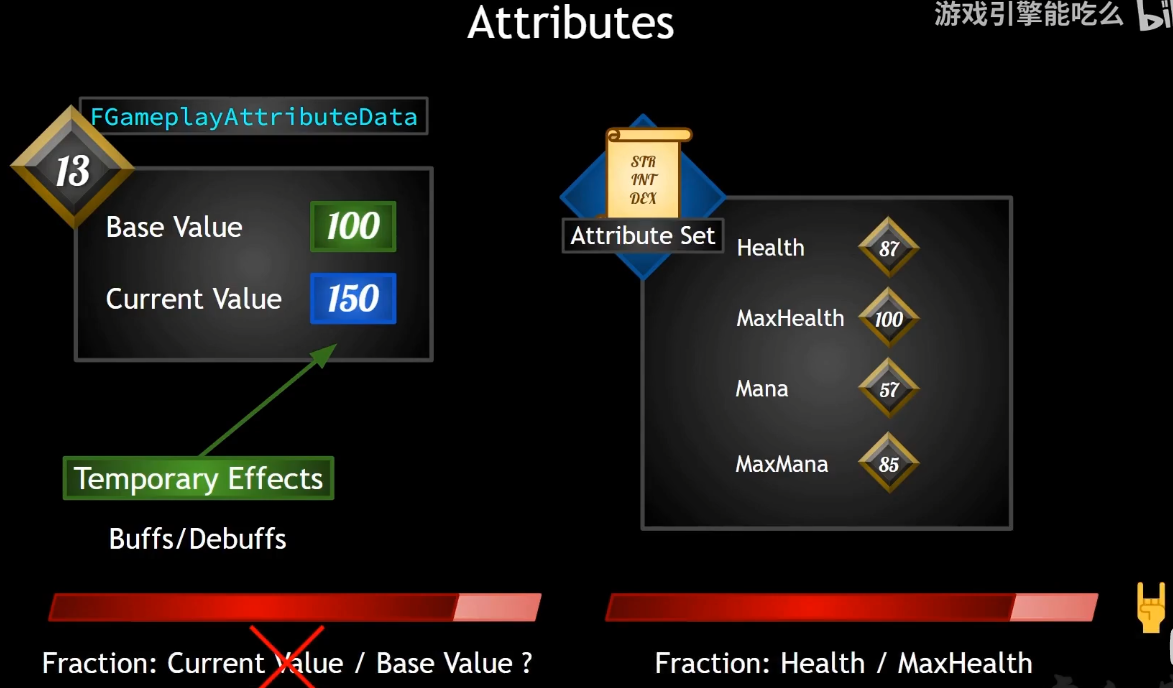 Attributes
游戏引擎能吃么
bi
FGameplayAttributeData
13
Base Value 100
Current Value 150
Temporary Effects
Buffs/Debuffs
STR
INT
DEX
Attribute Set
Health 87
MaxHealth 100
Mana 57
MaxMana 85
Fraction: Current Value / Base Value ?
Fraction: Health / MaxHealth